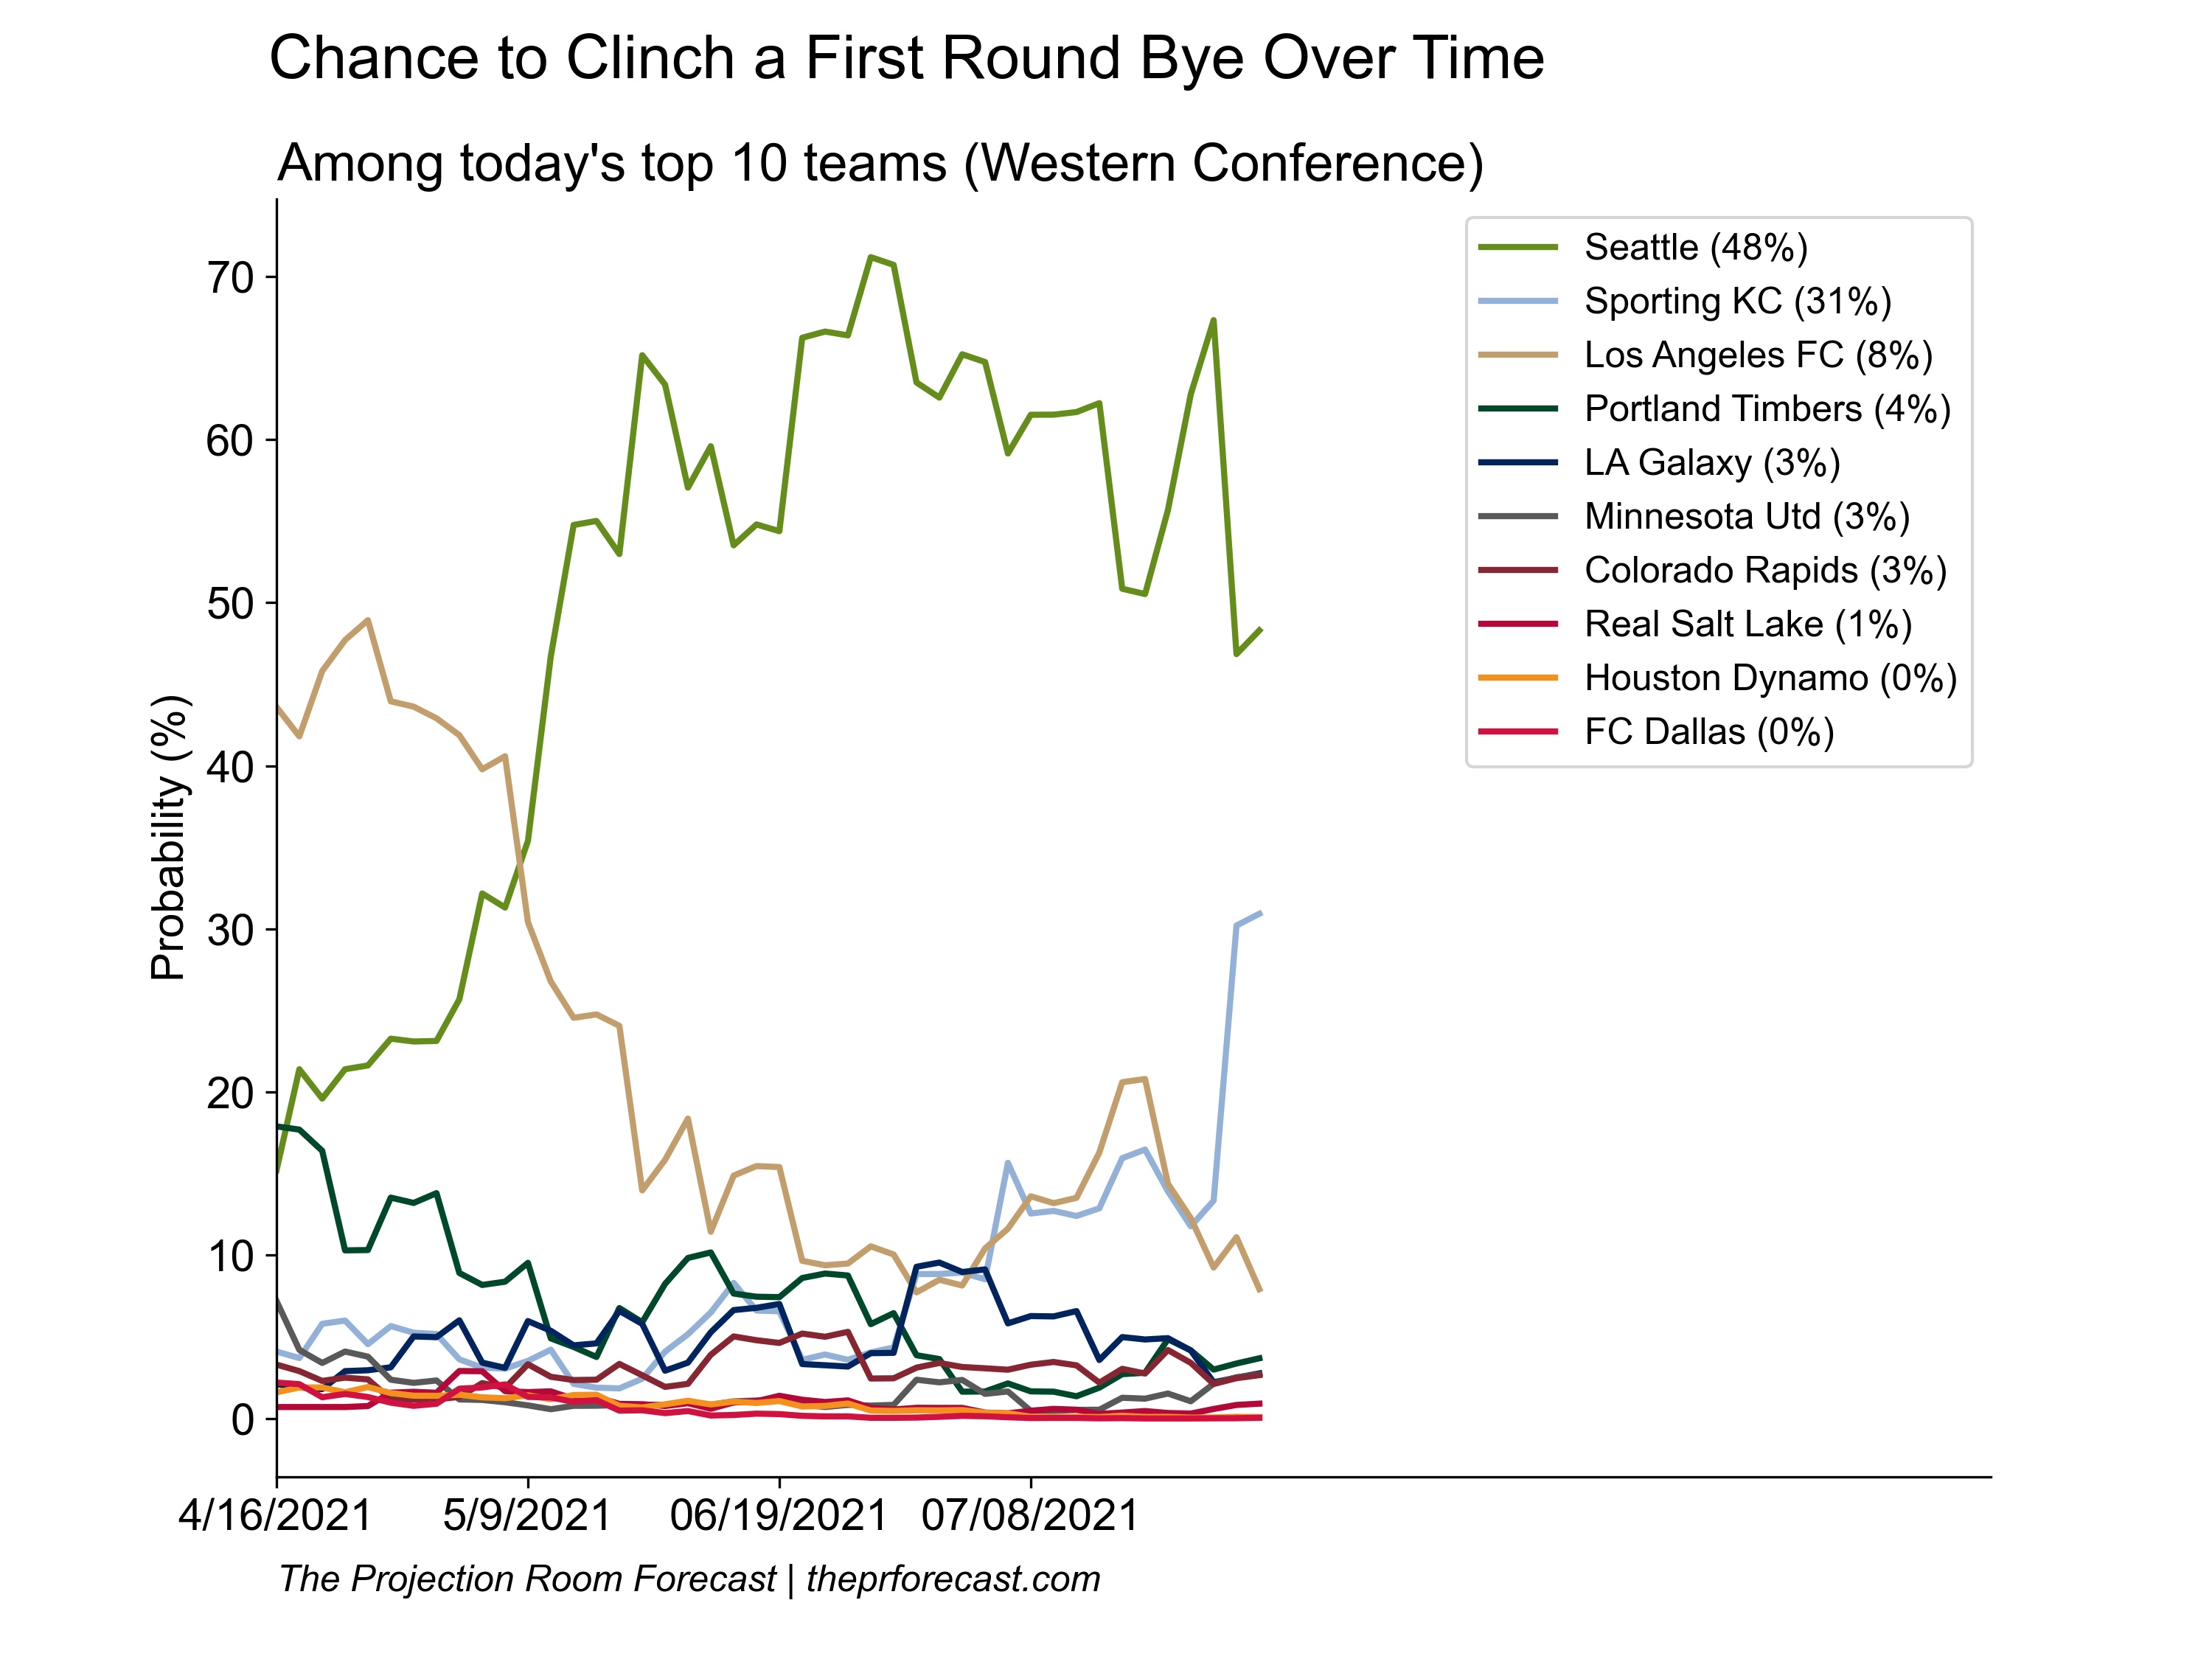 Chance to Clinch a First Round Bye Over Time
Among today's top 10 teams (Western Conference)
Seattle (48%)
Sporting KC (31%)
Los Angeles FC (8%)
Portland Timbers (4%)
LA Galaxy (3%)
Minnesota Utd (3%)
Colorado Rapids (3%)
Real Salt Lake (1%)
Houston Dynamo (0%)
FC Dallas (0%)
Probability (%)
70
60
50
40
30
20
10
0
4/16/2021 5/9/2021 06/19/2021 07/08/2021
The Projection Room Forecast | theprforecast.com